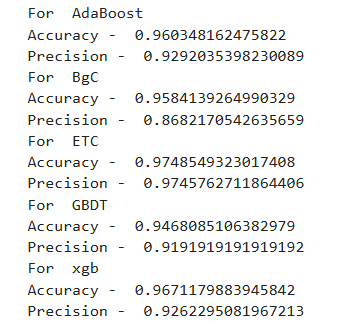 For  AdaBoost
Accuracy -  0.960348162475822
Precision -  0.9292035398230089
For  BgC
Accuracy -  0.9584139264990329
Precision -  0.8682170542635659
For  ETC
Accuracy -  0.9748549323017408
Precision -  0.9745762711864406
For  GBDT
Accuracy -  0.9468085106382979
Precision -  0.9191919191919192
For  xgb
Accuracy -  0.9671179883945842
Precision -  0.9262295081967213